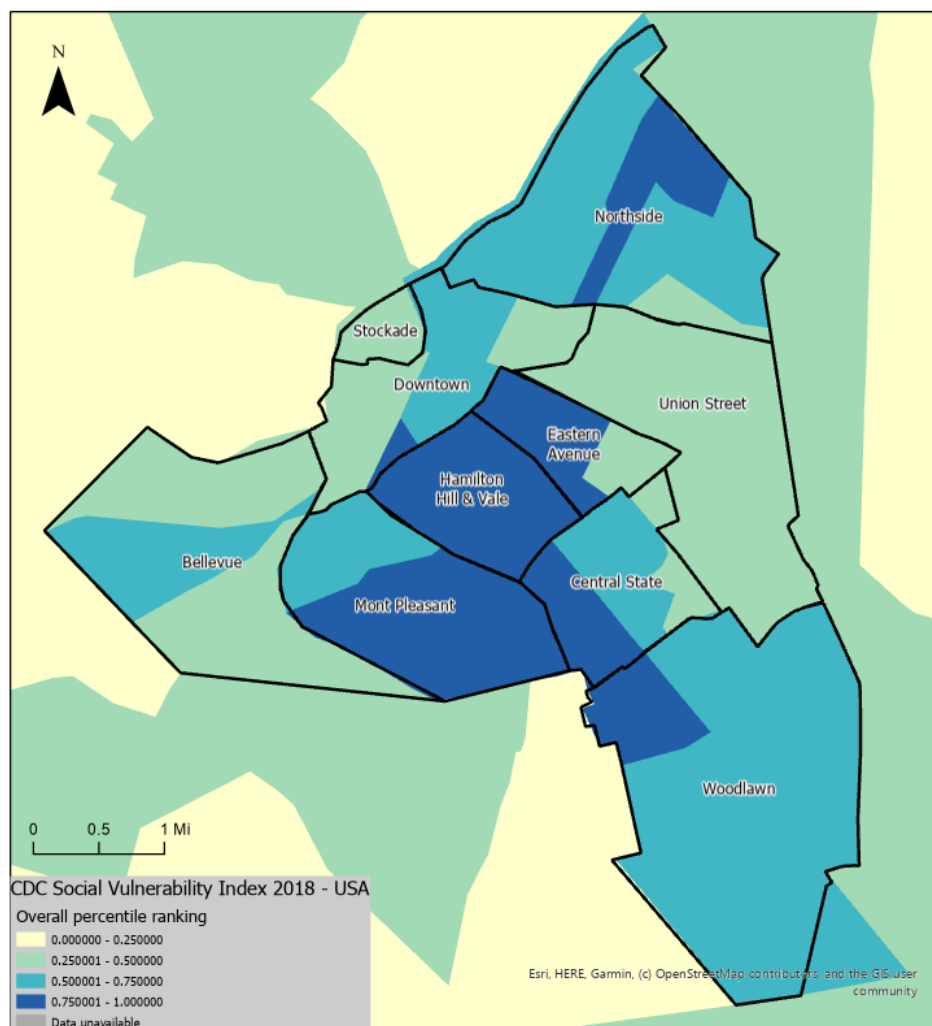 N
Northside
Stockade
Downtown
Union Street
Eastern
Avenue
Hamilton
Hill & Vale
Bellevue
Central State
Mont Pleasant
Woodlawn
0 0.5 1 Mi
CDC Social Vulnerability Index 2018 - USA
Overall percentile ranking
0.000000 - 0.250000
0.250001 - 0.500000
0.500001 - 0.750000
0.750001 - 1.000000
Data unavailable
Esri, HERE, Garmin, (c) OpenStreetMap contributors, and the GIS user
community